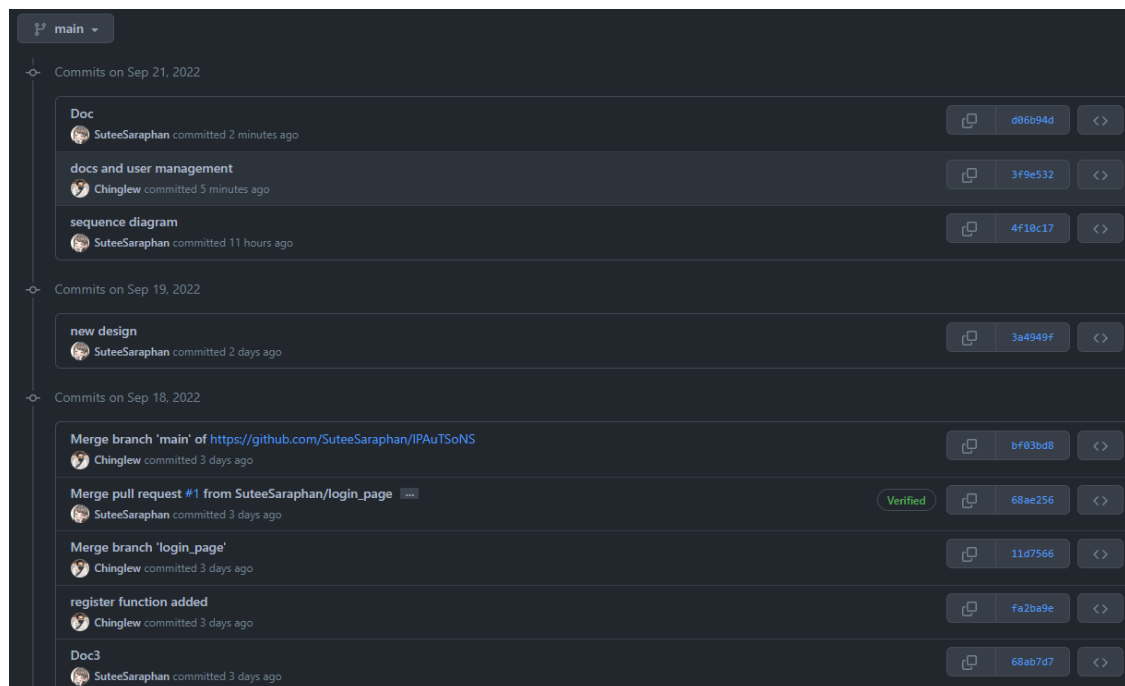 main
Commits on Sep 21, 2022
Doc
SuteeSaraphan committed 2 minutes ago
d06b94d
docs and user management
Chinglew committed 5 minutes ago
3f9e532
sequence diagram
SuteeSaraphan committed 11 hours ago
4f10c17
Commits on Sep 19, 2022
new design
SuteeSaraphan committed 2 days ago
3a4949f
Commits on Sep 18, 2022
Merge branch 'main' of https://github.com/SuteeSaraphan/IPAuTSoNS
Chinglew committed 3 days ago
bf03bd8
Merge pull request #1 from SuteeSaraphan/login_page ...
SuteeSaraphan committed 3 days ago
Verified
68ae256
Merge branch 'login_page'
Chinglew committed 3 days ago
11d7566
register function added
Chinglew committed 3 days ago
fa2ba9e
Doc3
SuteeSaraphan committed 3 days ago
68ab7d7